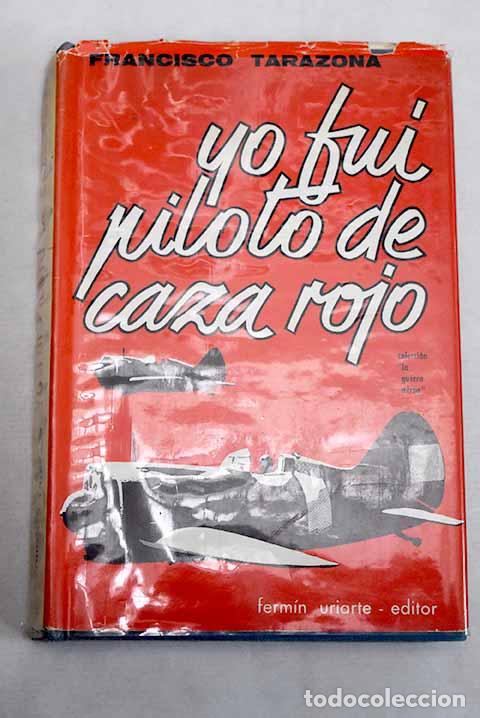 FRANCISCO TARAZONA
yo fui
piloto de
caza rojo
colección
"la
guerra
aérea"
fermín uriarte - editor
todocoleccion